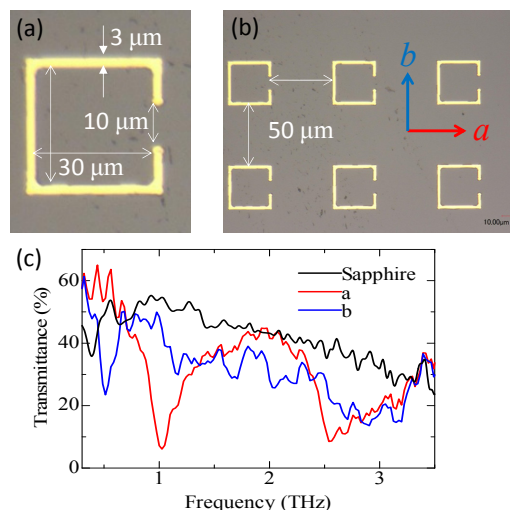 (a)
3 μm
10 μm
30 μm
(b)
b
a
50 μm
10.00μm
(c)
Sapphire
a
b
60
40
20
0
Transmittance (%)
1
2
3
Frequency (THz)